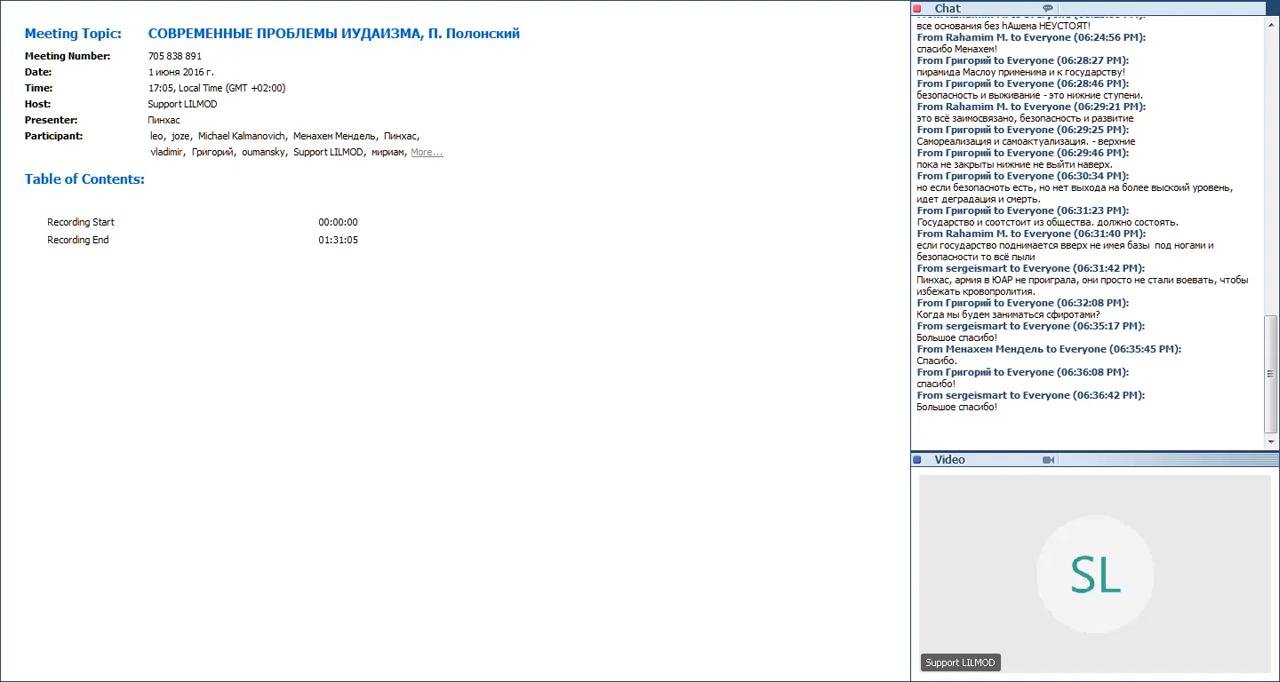 Meeting Topic: СОВРЕМЕННЫЕ ПРОБЛЕМЫ ИУДАИЗМА, П. Полонский
Meeting Number: 705 838 891
Date: 1 июня 2016 г.
Time: 17:05, Local Time (GMT +02:00)
Host: Support LILMOD
Presenter: Пинхас
Participant: leo, joze, Michael Kalmanovich, Менахем Мендель, Пинхас,
vladimir, Григорий, oumansky, Support LILMOD, мириам, More...
Table of Contents:
Recording Start 00:00:00
Recording End 01:31:05
Chat
все основания без hАшема НЕУСТОЯТ!
From Rahamim M. to Everyone (06:24:56 PM):
спасибо Менахем!
From Григорий to Everyone (06:28:27 PM):
пирамида Маслоу применима и к государству!
From Григорий to Everyone (06:28:46 PM):
безопасность и выживание - это нижние ступени.
From Rahamim M. to Everyone (06:29:21 PM):
это всё заимосвязано, безопасность и развитие
From Григорий to Everyone (06:29:25 PM):
Самореализация и самоактуализация. - верхние
From Григорий to Everyone (06:29:46 PM):
пока не закрыты нижние не выйти наверх.
From Григорий to Everyone (06:30:34 PM):
но если безопасноть есть, но нет выхода на более выскоий уровень,
идет деградация и смерть.
From Григорий to Everyone (06:31:23 PM):
Государство и соотстоит из общества. должно состоять.
From Rahamim M. to Everyone (06:31:40 PM):
если государство поднимается вверх не имея базы под ногами и
безопасности то всё пыли
From sergeismart to Everyone (06:31:42 PM):
Пинхас, армия в ЮАР не проиграла, они просто не стали воевать, чтобы
избежать кровопролития.
From Григорий to Everyone (06:32:08 PM):
Когда мы будем заниматься сфиротами?
From sergeismart to Everyone (06:35:17 PM):
Большое спасибо!
From Менахем Мендель to Everyone (06:35:45 PM):
Спасибо.
From Григорий to Everyone (06:36:08 PM):
спасибо!
From sergeismart to Everyone (06:36:42 PM):
Большое спасибо!
Video
SL
Support LILMOD